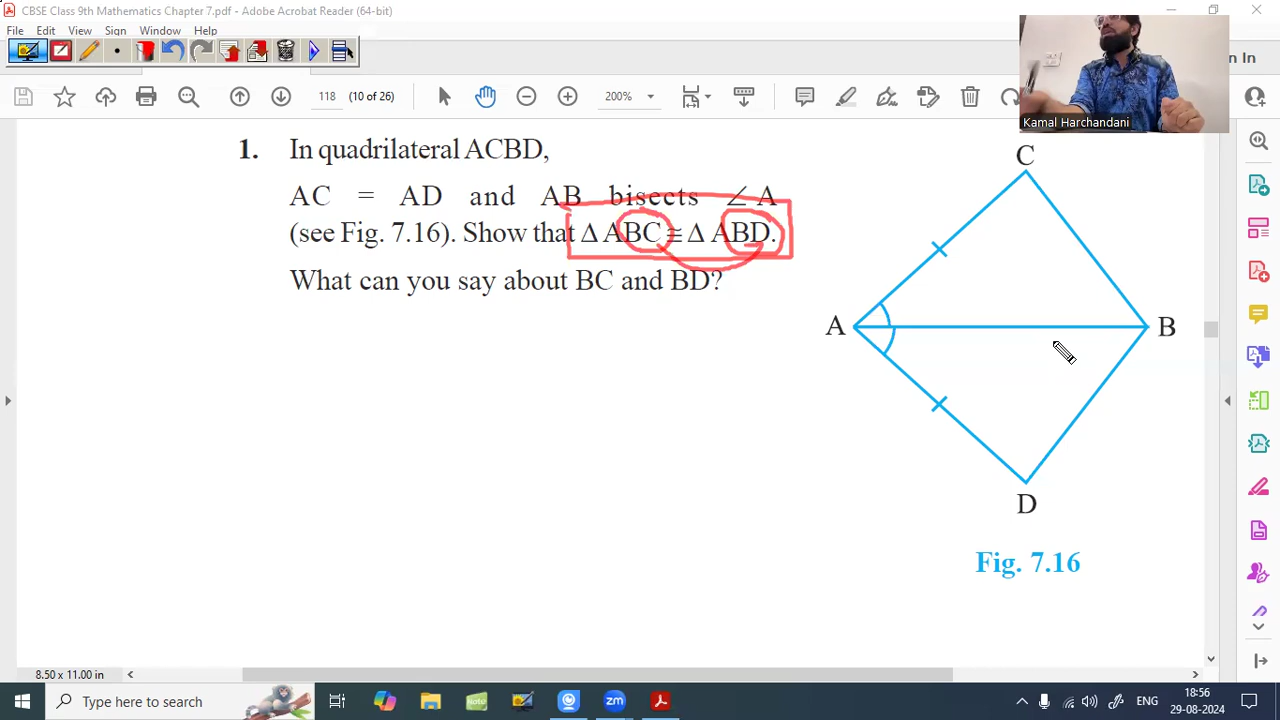 CBSE Class 9th Mathematics Chapter 7.pdf - Adobe Acrobat Reader (64-bit)
File Edit View Sign Window Help
Kamal Harchandani
n In
118 (10 of 26) 200%
1. In quadrilateral ACBD,
AC = AD and AB bisects ∠ A
(see Fig. 7.16). Show that Δ ABC ≅ Δ ABD.
What can you say about BC and BD?
C
A
B
D
Fig. 7.16
8.50 x 11.00 in
Type here to search
zm
ENG
18:56
29-08-2024